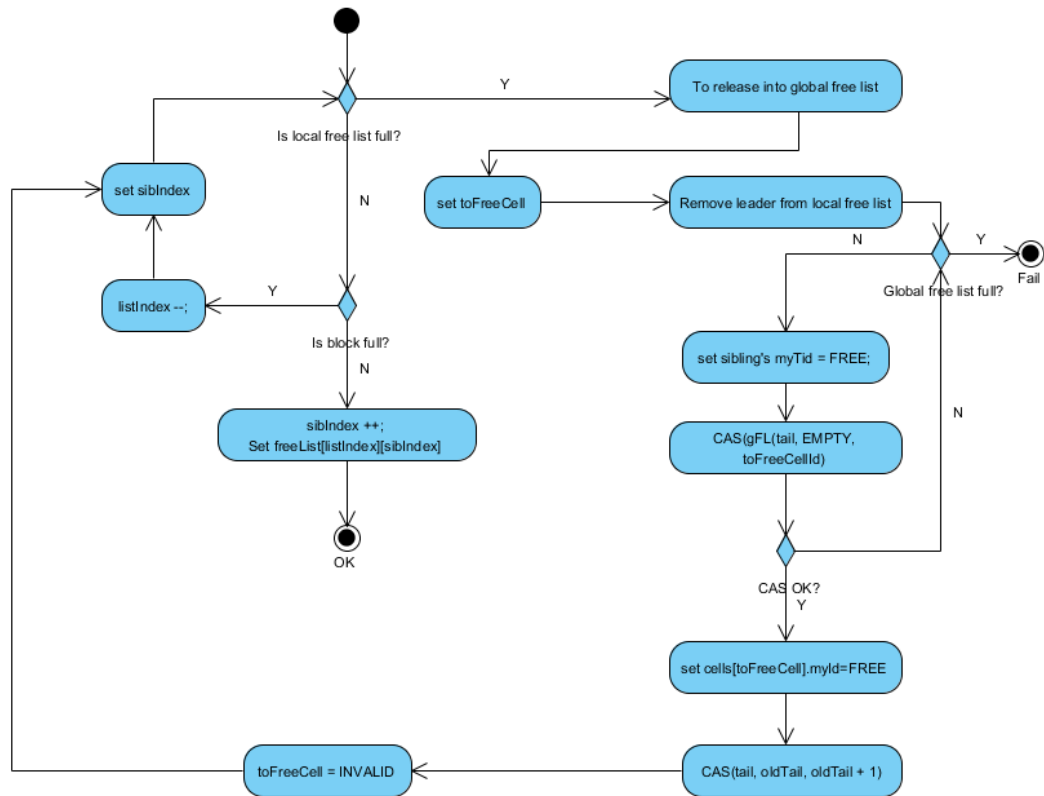 Y
To release into global free list
Is local free list full?
set sibIndex
N
set toFreeCell
Remove leader from local free list
N
Y
Fail
Global free list full?
listIndex --;
Y
Is block full?
N
set sibling's myTid = FREE;
sibIndex ++;
Set freeList[listIndex][sibIndex]
CAS(gFL(tail, EMPTY,
toFreeCellId)
N
OK
CAS OK?
Y
set cells[toFreeCell].myId=FREE
toFreeCell = INVALID
CAS(tail, oldTail, oldTail + 1)